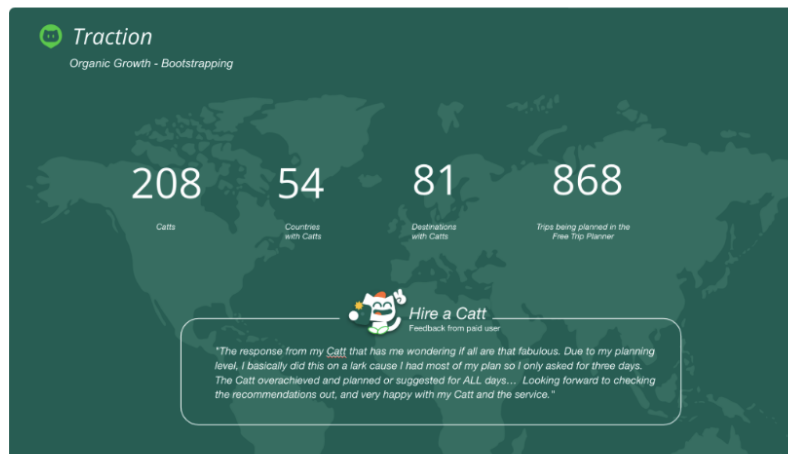 Traction
Organic Growth - Bootstrapping
208
54
81
868
Catts
Countries
with Catts
Destinations
with Catts
Trips being planned in the
Free Trip Planner
Hire a Catt
Feedback from paid user
"The response from my Catt that has me wondering if all are that fabulous. Due to my planning
level, I basically did this on a lark cause I had most of my plan so I only asked for three days.
The Catt overachieved and planned or suggested for ALL days... Looking forward to checking
the recommendations out, and very happy with my Catt and the service."